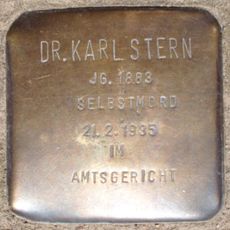 DR. KARL STERN
JG. 1883
SELBSTMORD
21. 2. 1935
IM
AMTSGERICHT